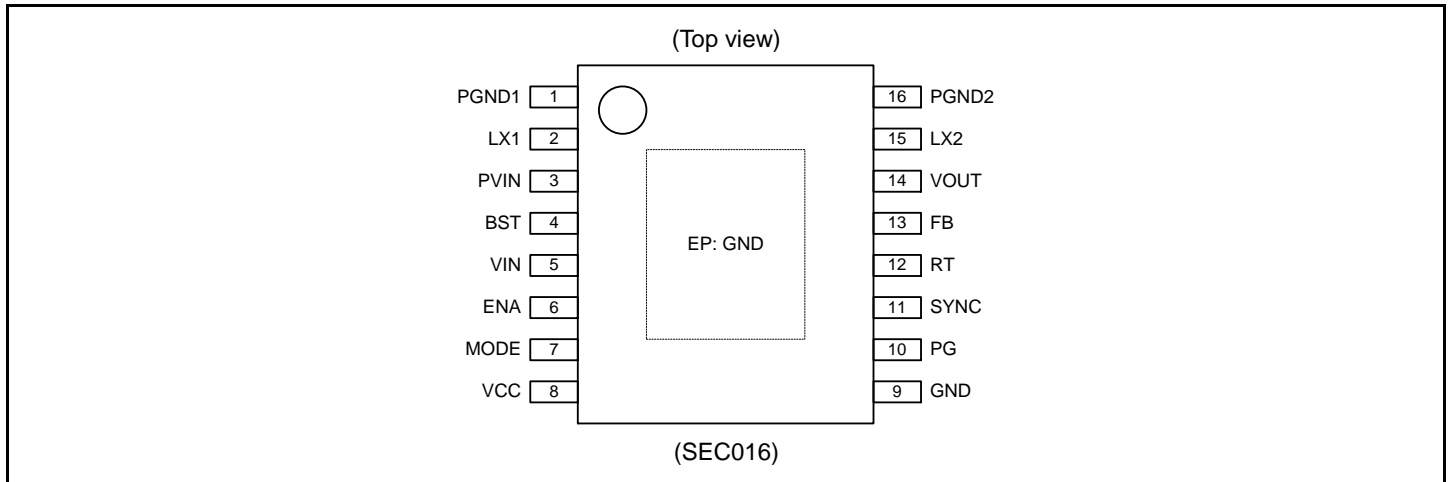 (Top view)
PGND1 1 16 PGND2
LX1 2 15 LX2
PVIN 3 14 VOUT
BST 4 13 FB
EP: GND
VIN 5 12 RT
ENA 6 11 SYNC
MODE 7 10 PG
VCC 8 9 GND
(SEC016)